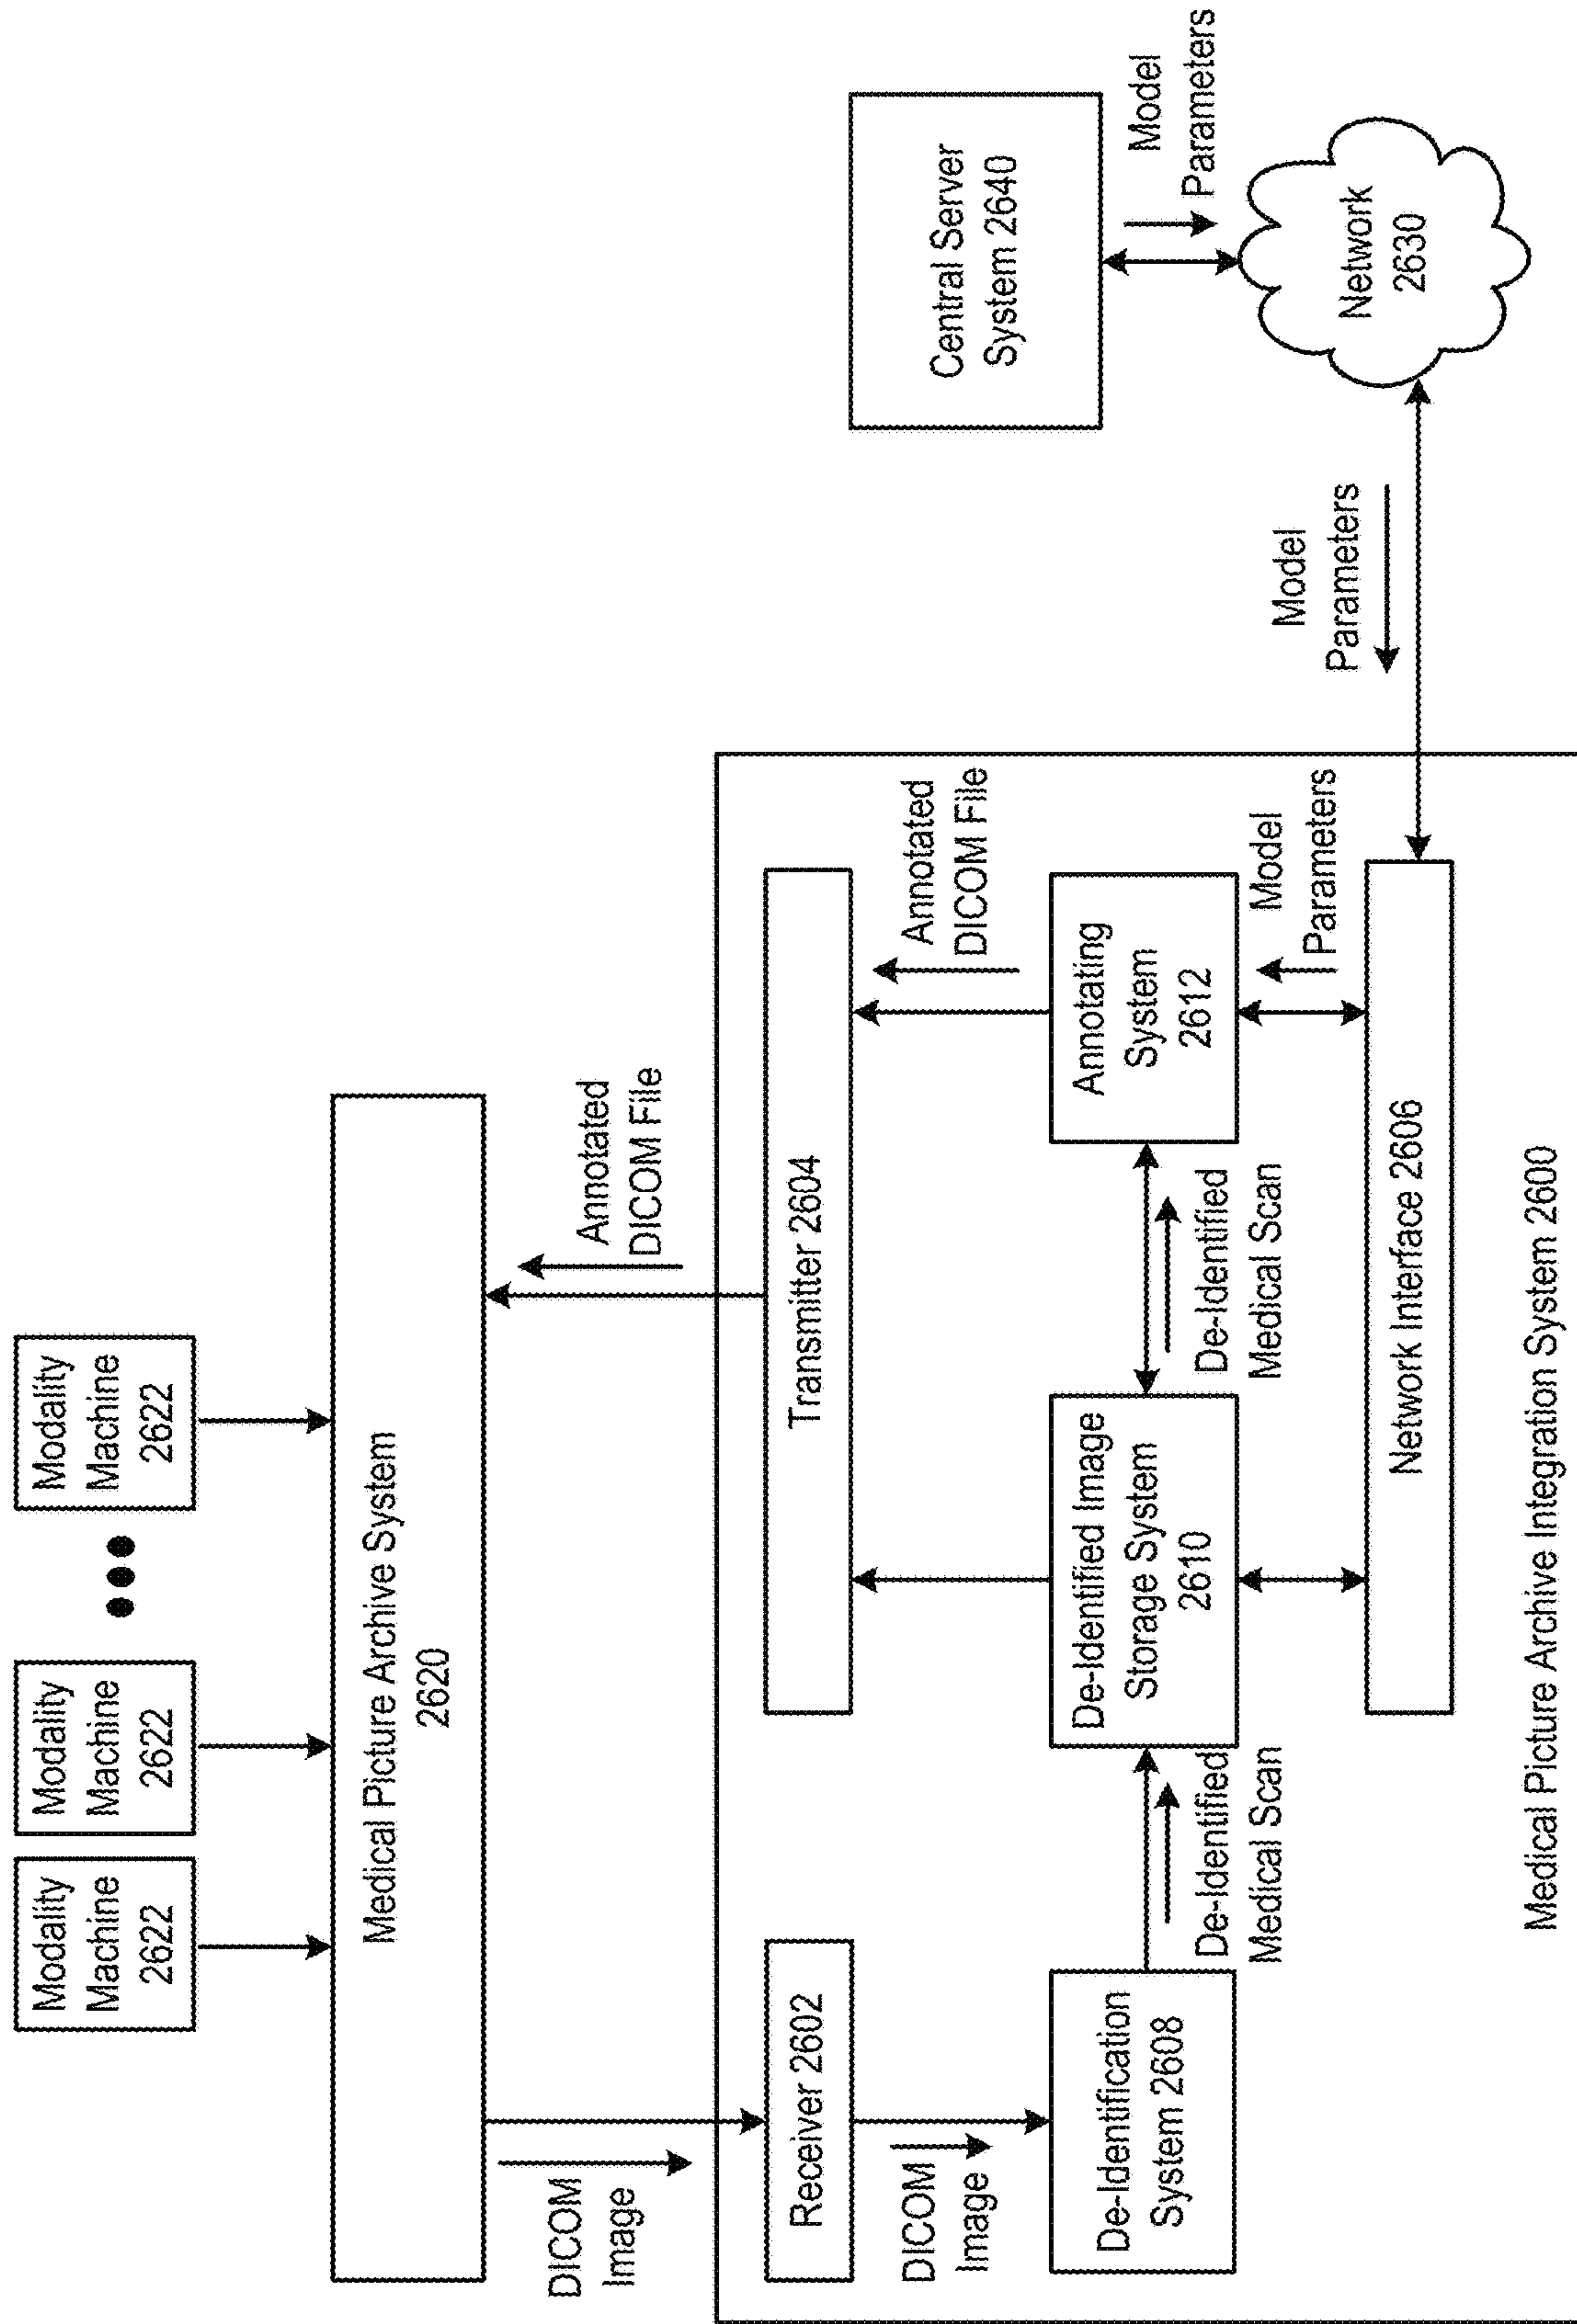 Modality
Machine
2622
Modality
Machine
2622
Modality
Machine
2622
Medical Picture Archive System
2620
DICOM
Image
Annotated
DICOM File
Receiver 2602
Transmitter 2604
DICOM
Image
Annotated
DICOM File
De-Identification
System 2608
De-Identified
Medical Scan
De-Identified Image
Storage System
2610
De-Identified
Medical Scan
Annotating
System
2612
Model
Parameters
Network Interface 2606
Medical Picture Archive Integration System 2600
Central Server
System 2640
Model
Parameters
Model
Parameters
Network
2630